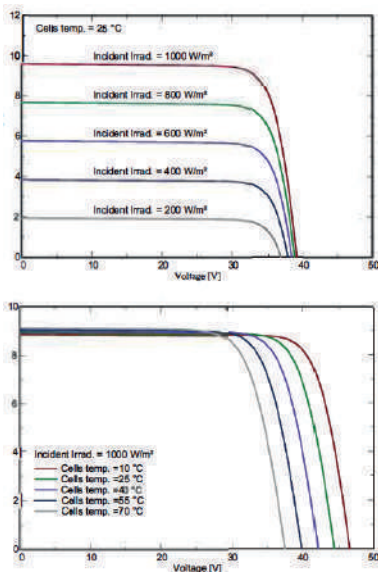 12
Cells temp. = 25 °C
Incident Irrad. = 1000 W/m²
10
Incident Irrad. = 800 W/m²
8
Incident Irrad. = 600 W/m²
6
Incident Irrad. = 400 W/m²
4
Incident Irrad. = 200 W/m²
2
0
0 10 20 30 40 50
Voltage [V]
10
8
6
4
Incident Irrad. = 1000 W/m²
Cells temp. =10 °C
Cells temp. =25 °C
2
Cells temp. =40 °C
Cells temp. =55 °C
Cells temp. =70 °C
0
0 10 20 30 40 50
Voltage [V]